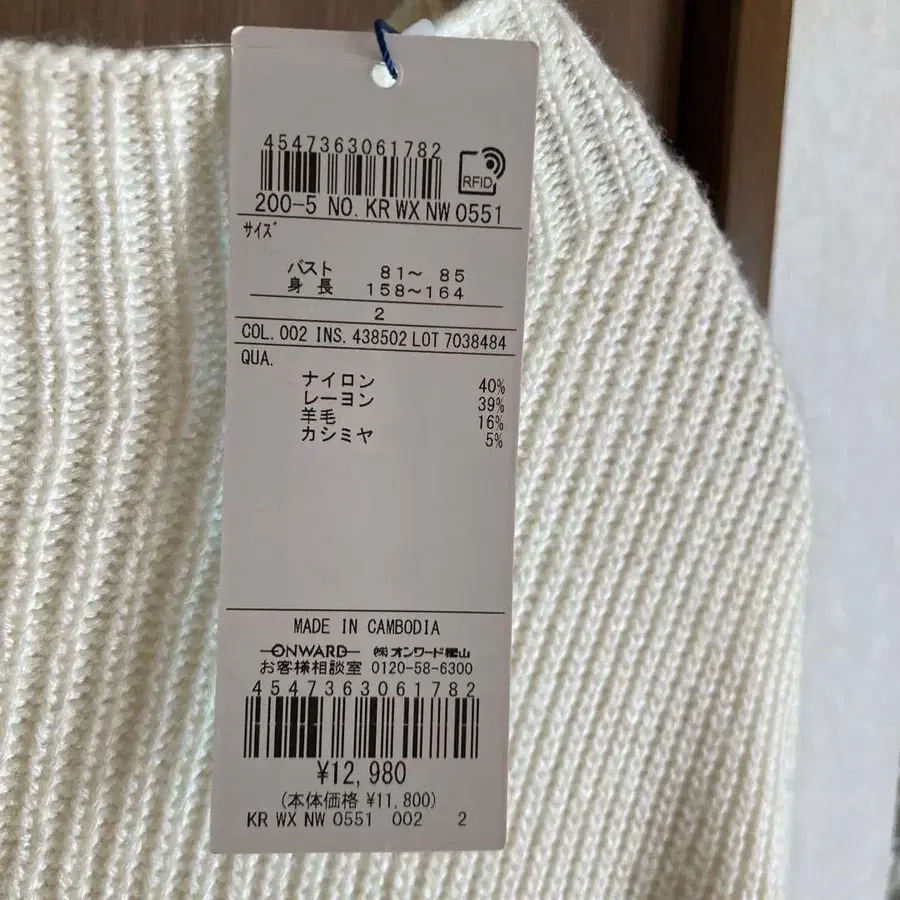 4547363061782
RFID
200-5 NO. KR WX NW 0551
サイズ
バスト 81～ 85
身 長 158～164
2
COL. 002 INS. 438502 LOT 7038484
QUA.
ナイロン 40%
レーヨン 39%
羊毛 16%
カシミヤ 5%
MADE IN CAMBODIA
ONWARD ㈱オンワード樫山
お客様相談室 0120-58-6300
4547363061782
¥12,980
(本体価格 ¥11,800)
KR WX NW 0551 002 2